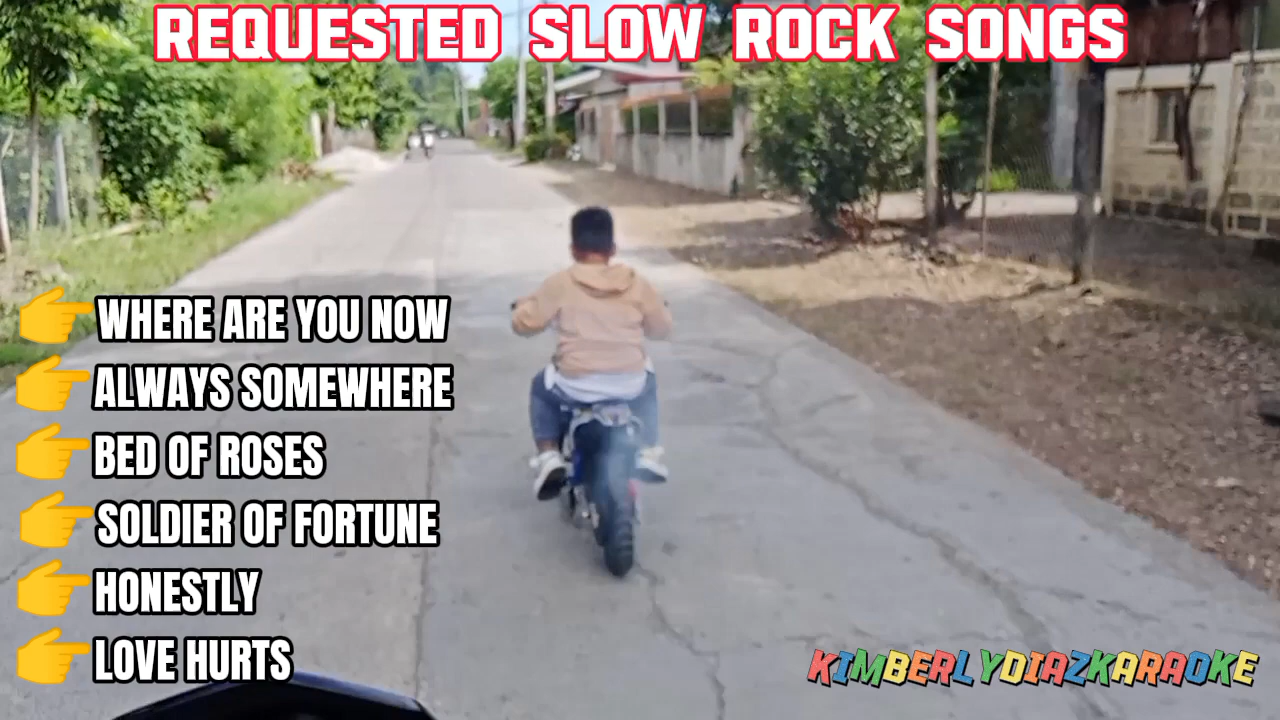 REQUESTED SLOW ROCK SONGS
WHERE ARE YOU NOW
ALWAYS SOMEWHERE
BED OF ROSES
SOLDIER OF FORTUNE
HONESTLY
LOVE HURTS
KIMBERLYDIAZKARAOKE